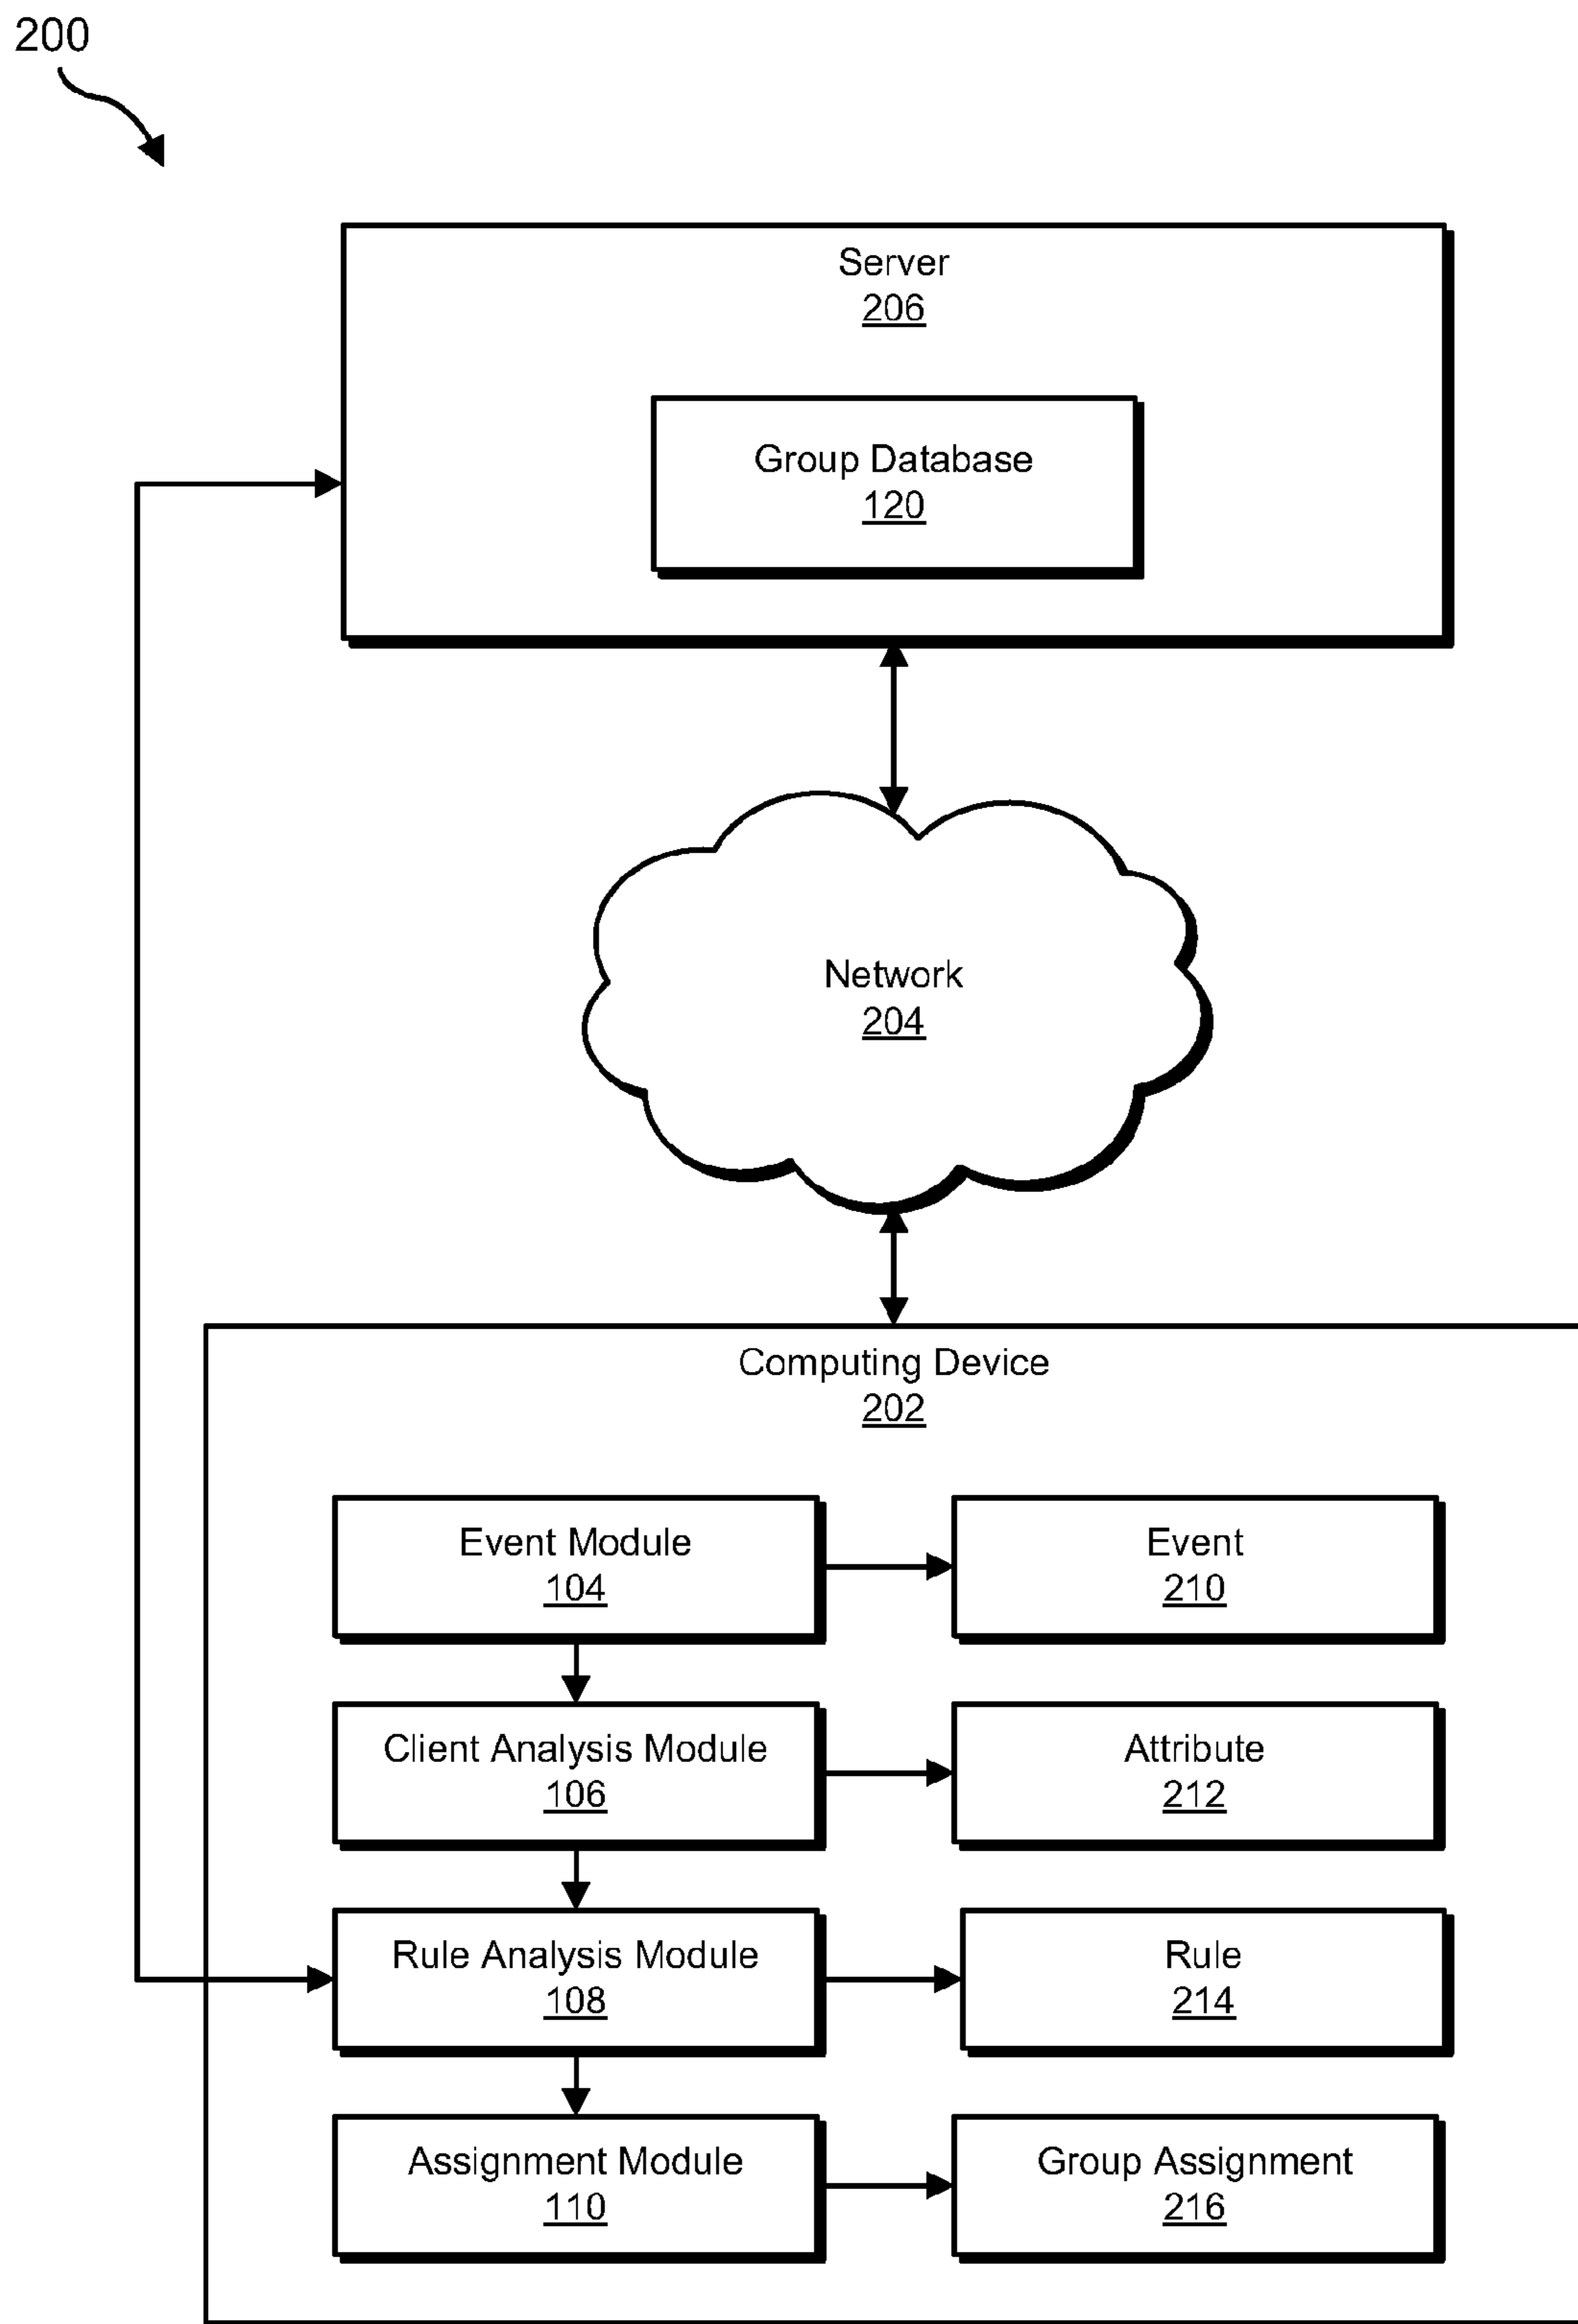 200
Server
206
Group Database
120
Network
204
Computing Device
202
Event Module
104
Event
210
Client Analysis Module
106
Attribute
212
Rule Analysis Module
108
Rule
214
Assignment Module
110
Group Assignment
216